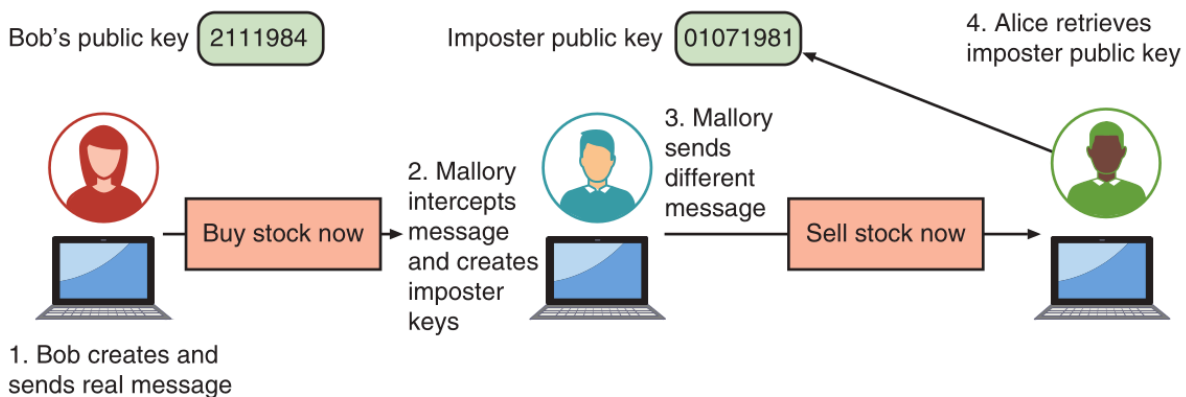 Bob's public key 2111984
Imposter public key 01071981
4. Alice retrieves
imposter public key
3. Mallory
sends
different
message
2. Mallory
intercepts
message
and creates
imposter
keys
Buy stock now
Sell stock now
1. Bob creates and
sends real message